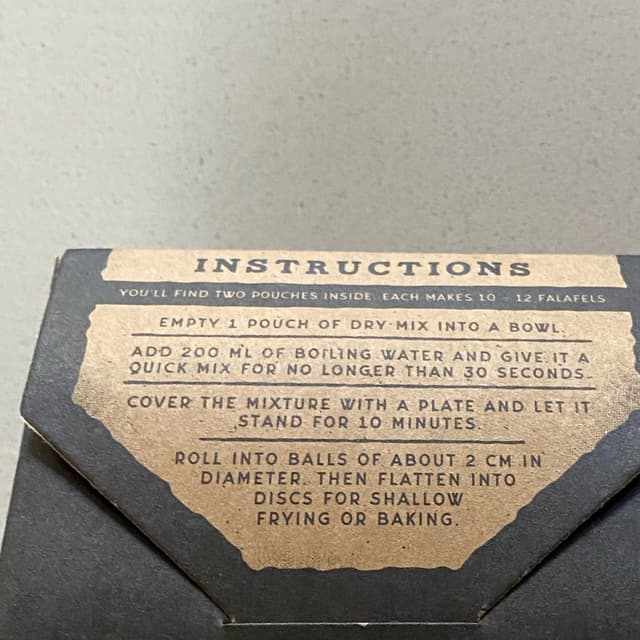 INSTRUCTIONS
YOU'LL FIND TWO POUCHES INSIDE. EACH MAKES 10 - 12 FALAFELS
EMPTY 1 POUCH OF DRY MIX INTO A BOWL.
ADD 200 ML OF BOILING WATER AND GIVE IT A
QUICK MIX FOR NO LONGER THAN 30 SECONDS.
COVER THE MIXTURE WITH A PLATE AND LET IT
STAND FOR 10 MINUTES.
ROLL INTO BALLS OF ABOUT 2 CM IN
DIAMETER. THEN FLATTEN INTO
DISCS FOR SHALLOW
FRYING OR BAKING.